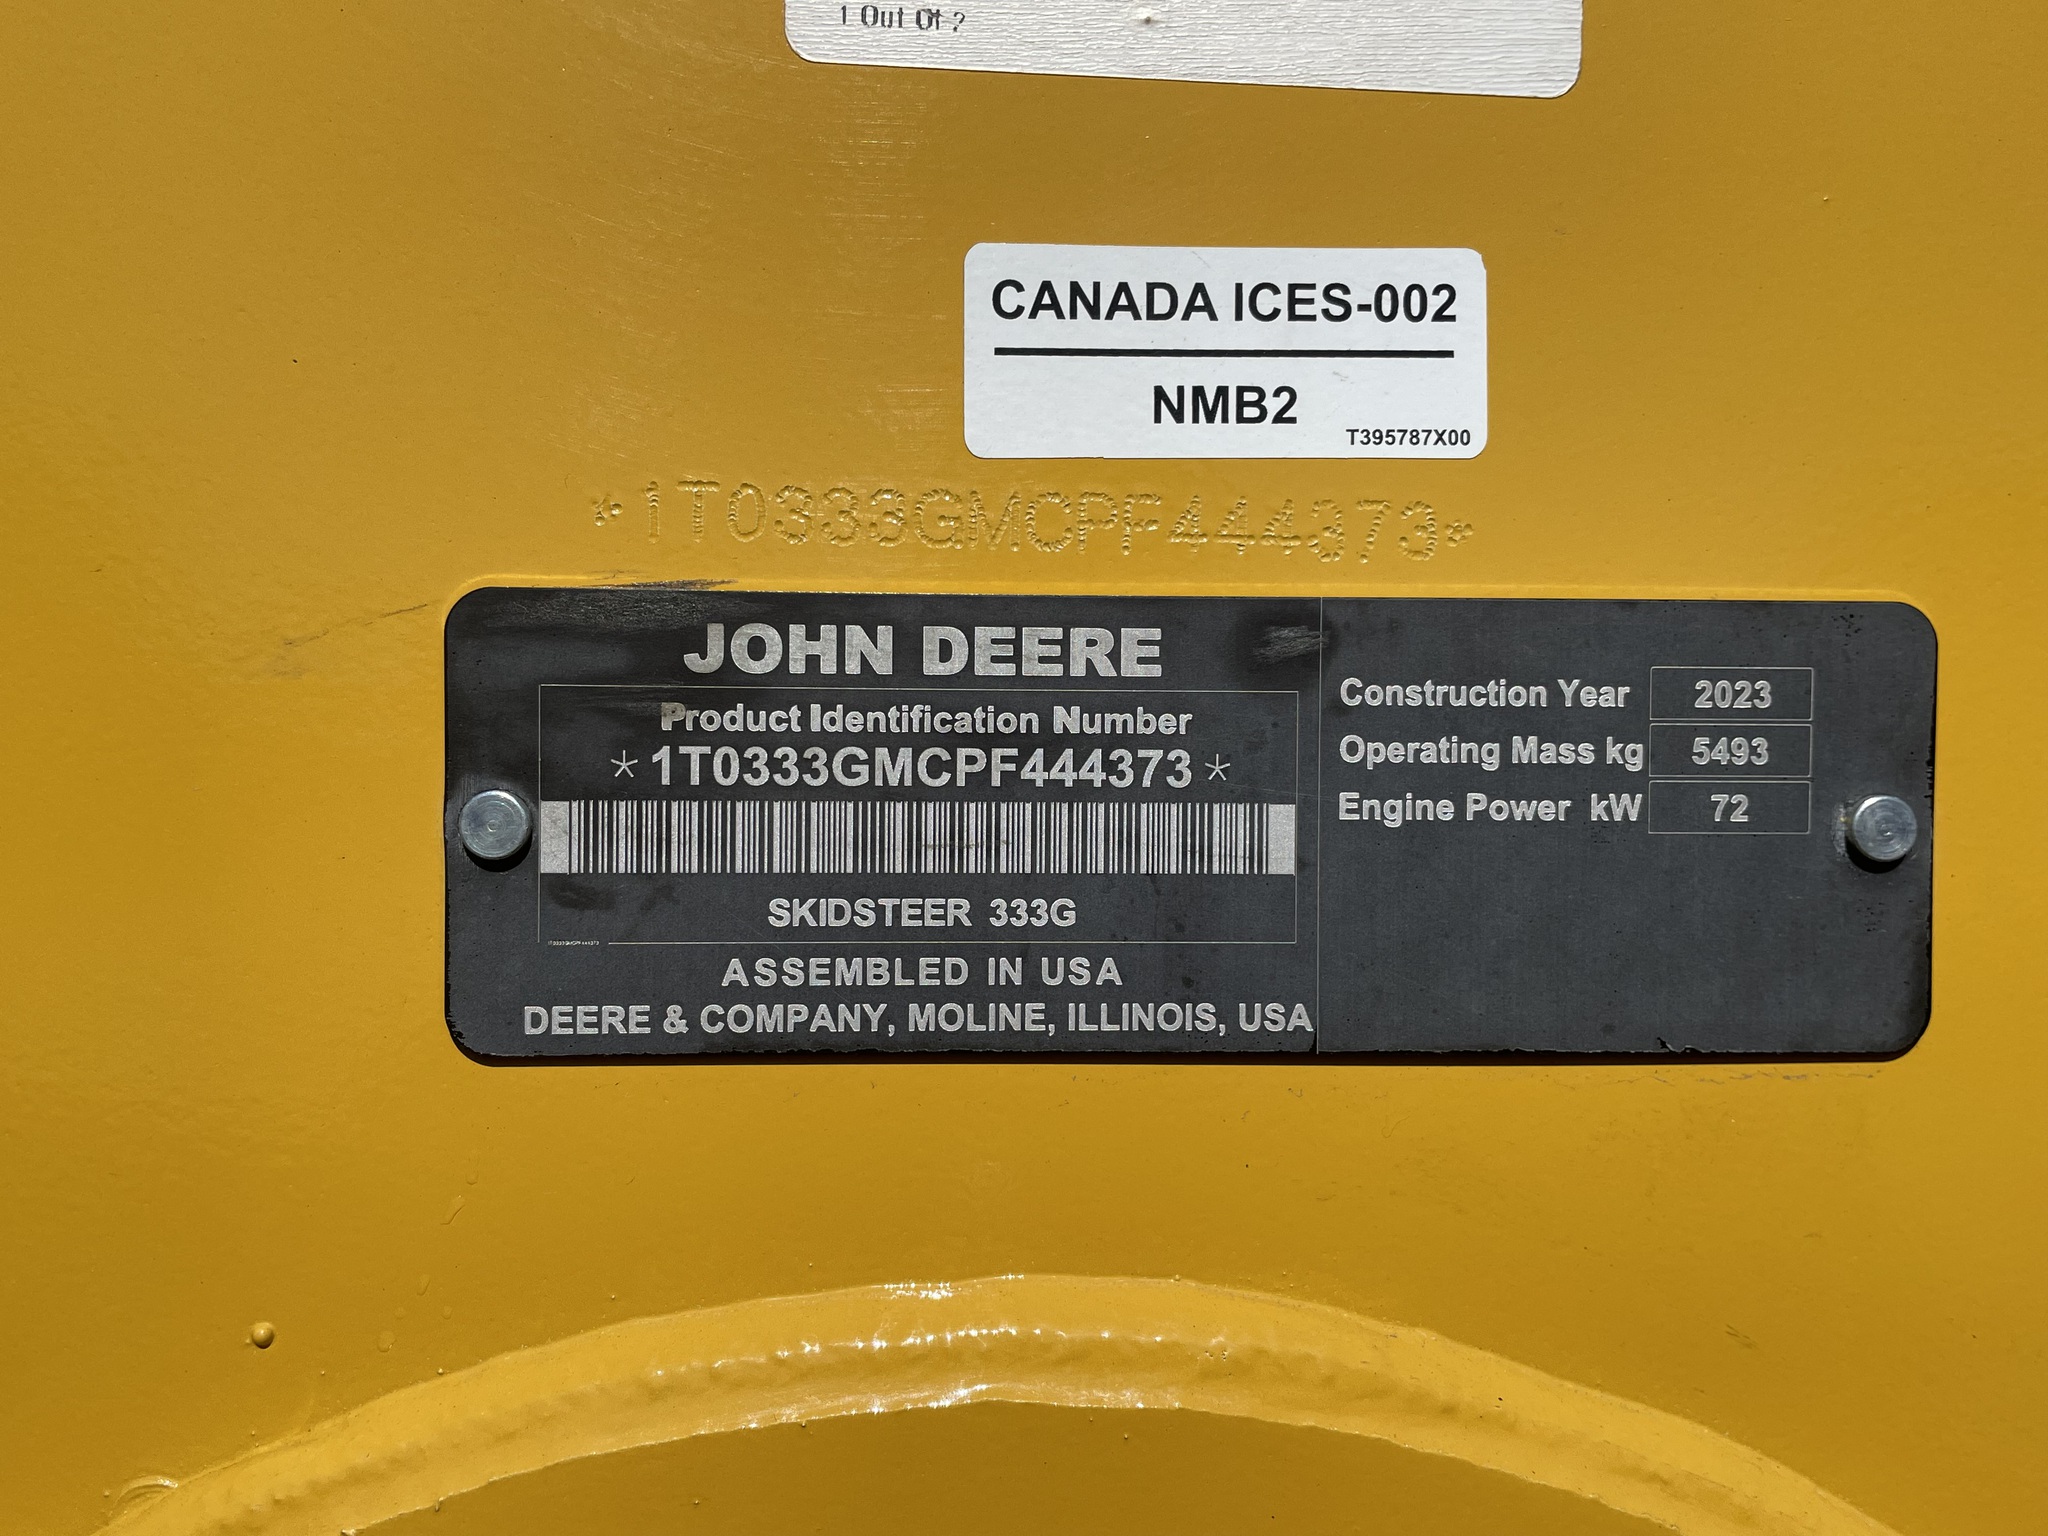 1 Out Of ?
CANADA ICES-002
NMB2
T395787X00
*1T0333GMCPF444373*
JOHN DEERE
Product Identification Number
*1T0333GMCPF444373*
SKIDSTEER 333G
1T0333GMCPF444373
ASSEMBLED IN USA
DEERE & COMPANY, MOLINE, ILLINOIS, USA
Construction Year 2023
Operating Mass kg 5493
Engine Power kW 72